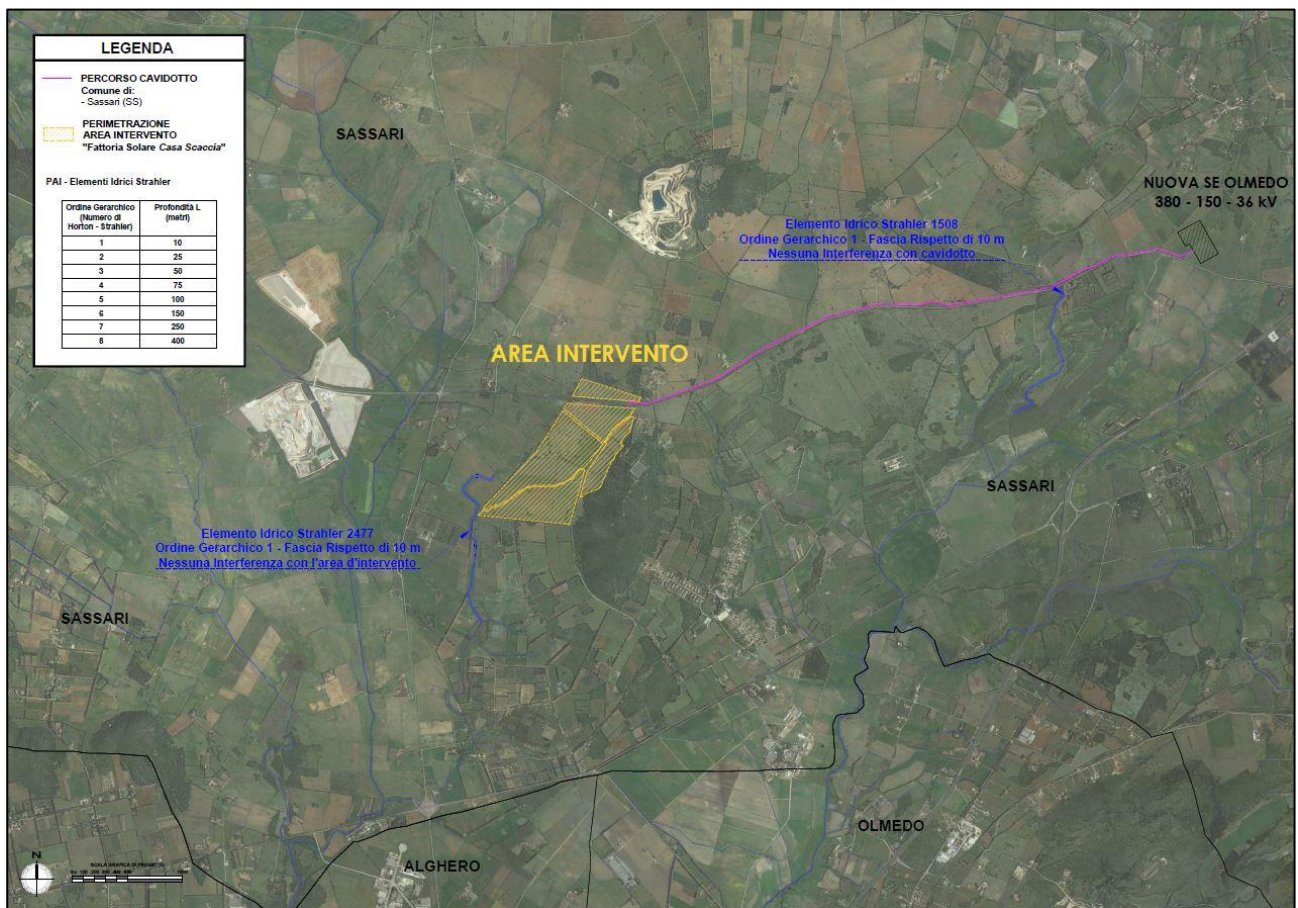 LEGENDA
PERCORSO CAVIDOTTO
Comune di:
- Sassari (SS)
PERIMETRAZIONE
AREA INTERVENTO
"Fattoria Solare Casa Scaccia"
PAI - Elementi Idrici Strahler
Ordine Gerarchico
(Numero di
Horton - Strahler)
Profondità L
(metri)
1 10
2 25
3 50
4 75
5 100
6 150
7 250
8 400
SASSARI
NUOVA SE OLMEDO
380 - 150 - 36 kV
Elemento Idrico Strahler 1508
Ordine Gerarchico 1 - Fascia Rispetto di 10 m
Nessuna Interferenza con cavidotto
AREA INTERVENTO
SASSARI
Elemento Idrico Strahler 2477
Ordine Gerarchico 1 - Fascia Rispetto di 10 m
Nessuna Interferenza con l'area d'intervento
SASSARI
OLMEDO
ALGHERO
N